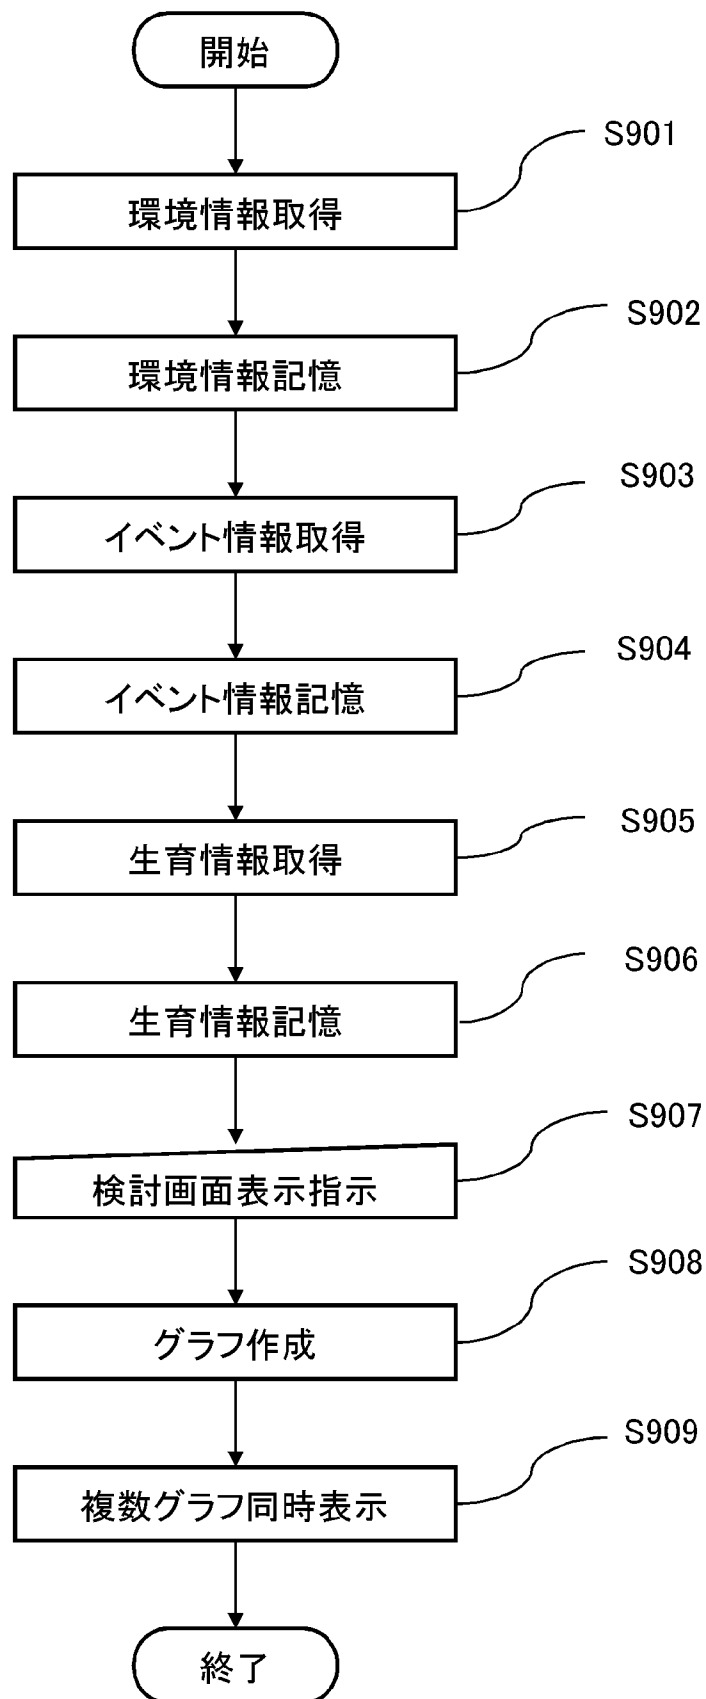 開始
S901
環境情報取得
S902
環境情報記憶
S903
イベント情報取得
S904
イベント情報記憶
S905
生育情報取得
S906
生育情報記憶
S907
検討画面表示指示
S908
グラフ作成
S909
複数グラフ同時表示
終了